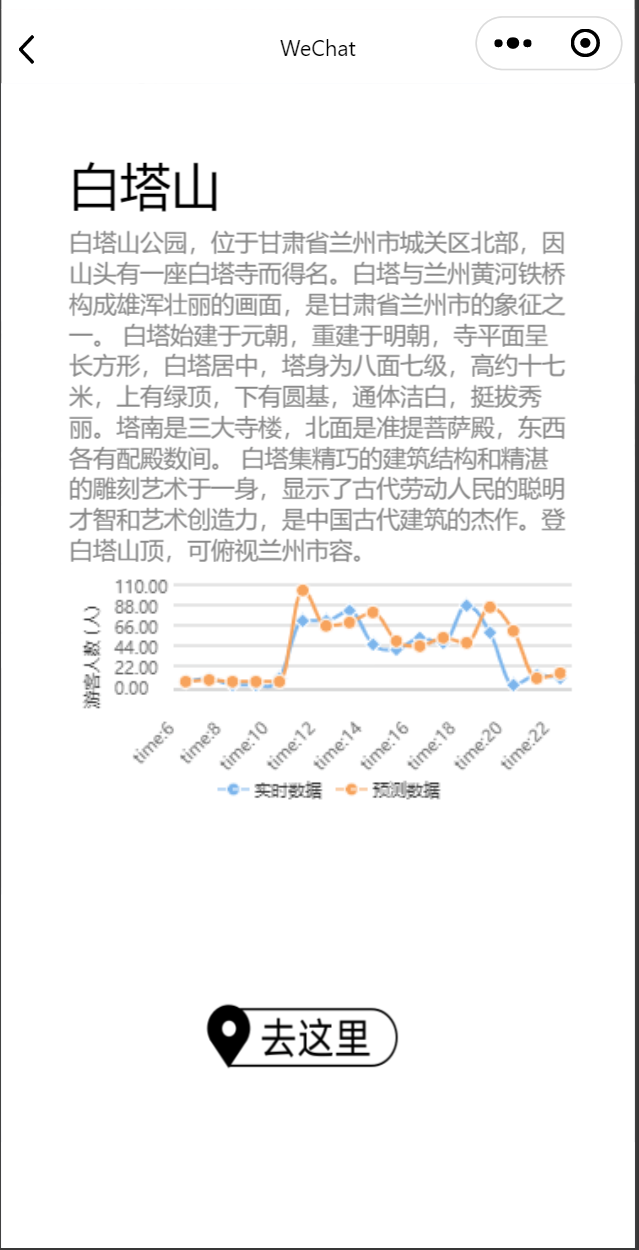 WeChat
白塔山
白塔山公园，位于甘肃省兰州市城关区北部，因
山头有一座白塔寺而得名。白塔与兰州黄河铁桥
构成雄浑壮丽的画面，是甘肃省兰州市的象征之
一。 白塔始建于元朝，重建于明朝，寺平面呈
长方形，白塔居中，塔身为八面七级，高约十七
米，上有绿顶，下有圆基，通体洁白，挺拔秀
丽。塔南是三大寺楼，北面是准提菩萨殿，东西
各有配殿数间。 白塔集精巧的建筑结构和精湛
的雕刻艺术于一身，显示了古代劳动人民的聪明
才智和艺术创造力，是中国古代建筑的杰作。登
白塔山顶，可俯视兰州市容。
游客人数 (人)
110.00
88.00
66.00
44.00
22.00
0.00
time:6
time:8
time:10
time:12
time:14
time:16
time:18
time:20
time:22
实时数据
预测数据
去这里